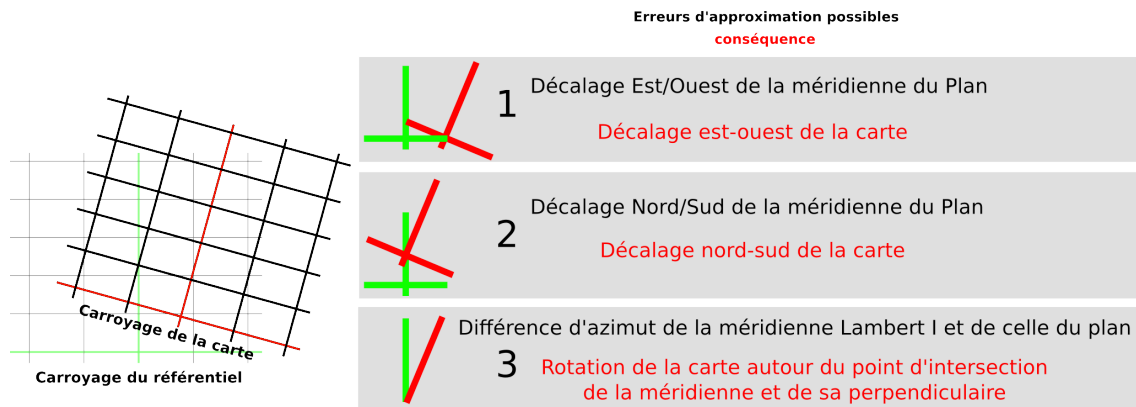 Erreurs d'approximation possibles
conséquence
1
Décalage Est/Ouest de la méridienne du Plan
Décalage est-ouest de la carte
2
Décalage Nord/Sud de la méridienne du Plan
Décalage nord-sud de la carte
3
Différence d'azimut de la méridienne Lambert I et de celle du plan
Rotation de la carte autour du point d'intersection
de la méridienne et de sa perpendiculaire
Carroyage de la carte
Carroyage du référentiel